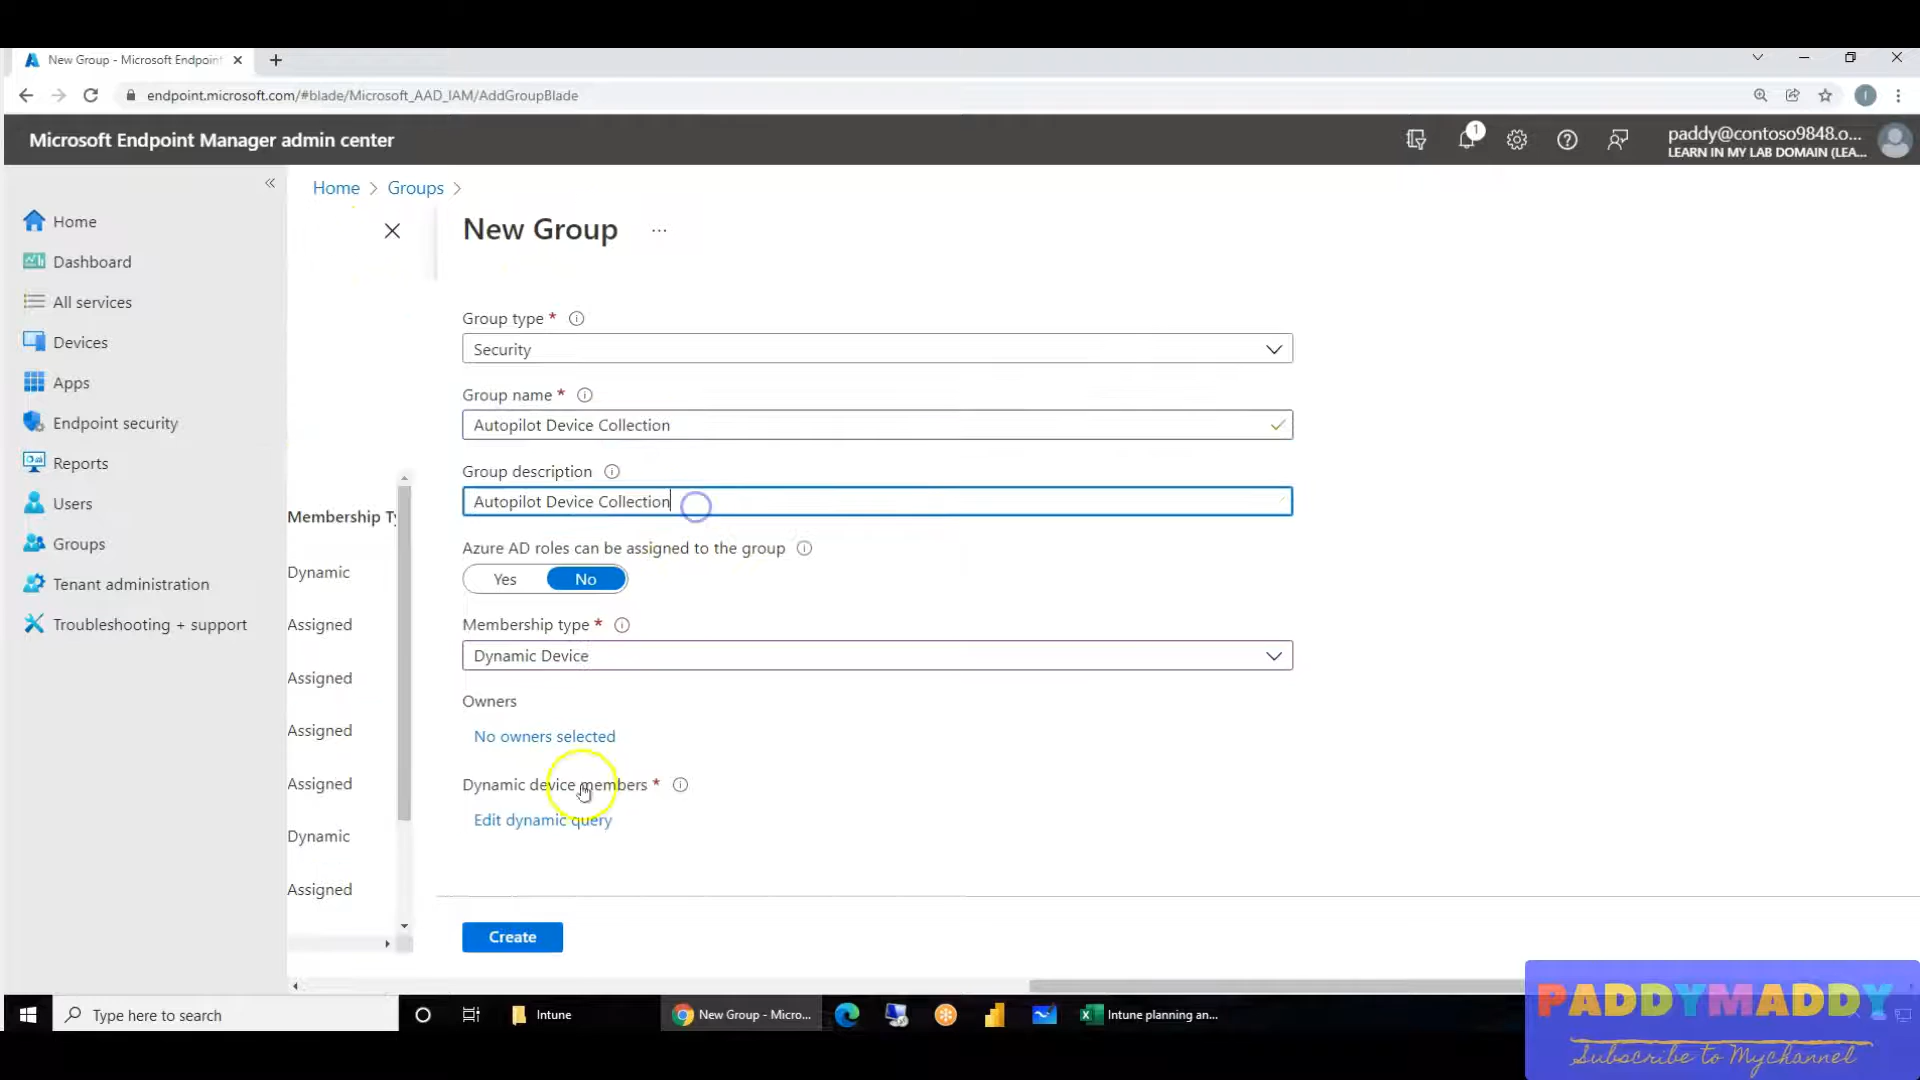 New Group - Microsoft Endpoin
endpoint.microsoft.com/#blade/Microsoft_AAD_IAM/AddGroupBlade
Microsoft Endpoint Manager admin center
1
paddy@contoso9848.o...
LEARN IN MY LAB DOMAIN (LEA...
I
Home
Dashboard
All services
Devices
Apps
Endpoint security
Reports
Users
Groups
Tenant administration
Troubleshooting + support
Home > Groups >
Membership Ty
Dynamic
Assigned
Assigned
Assigned
Assigned
Dynamic
Assigned
New Group ...
Group type *
Security
Group name *
Autopilot Device Collection
Group description
Autopilot Device Collection
Azure AD roles can be assigned to the group
Yes No
Membership type *
Dynamic Device
Owners
No owners selected
Dynamic device members *
Edit dynamic query
Create
Type here to search
Intune
New Group - Micro...
Intune planning an...
PADDYMADDY
Subscribe to Mychannel